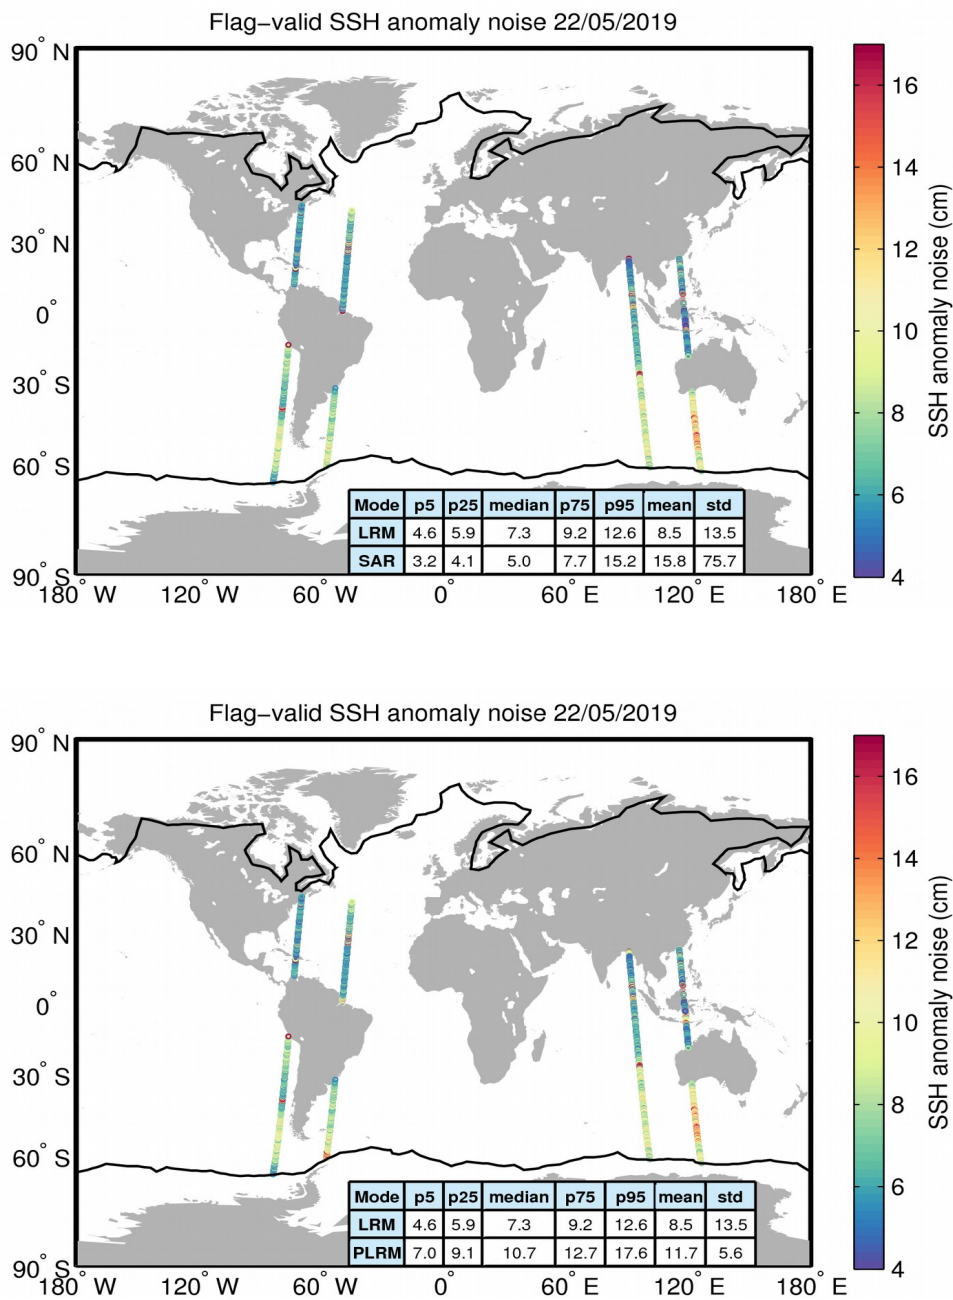 Flag−valid SSH anomaly noise 22/05/2019
90° N
60° N
30° N
0°
30° S
60° S
90° S
180° W
120° W
60° W
0°
60° E
120° E
180° E
16
14
12
10
8
6
4
SSH anomaly noise (cm)
Mode p5 p25 median p75 p95 mean std
LRM 4.6 5.9 7.3 9.2 12.6 8.5 13.5
SAR 3.2 4.1 5.0 7.7 15.2 15.8 75.7
Flag−valid SSH anomaly noise 22/05/2019
90° N
60° N
30° N
0°
30° S
60° S
90° S
180° W
120° W
60° W
0°
60° E
120° E
180° E
16
14
12
10
8
6
4
SSH anomaly noise (cm)
Mode p5 p25 median p75 p95 mean std
LRM 4.6 5.9 7.3 9.2 12.6 8.5 13.5
PLRM 7.0 9.1 10.7 12.7 17.6 11.7 5.6